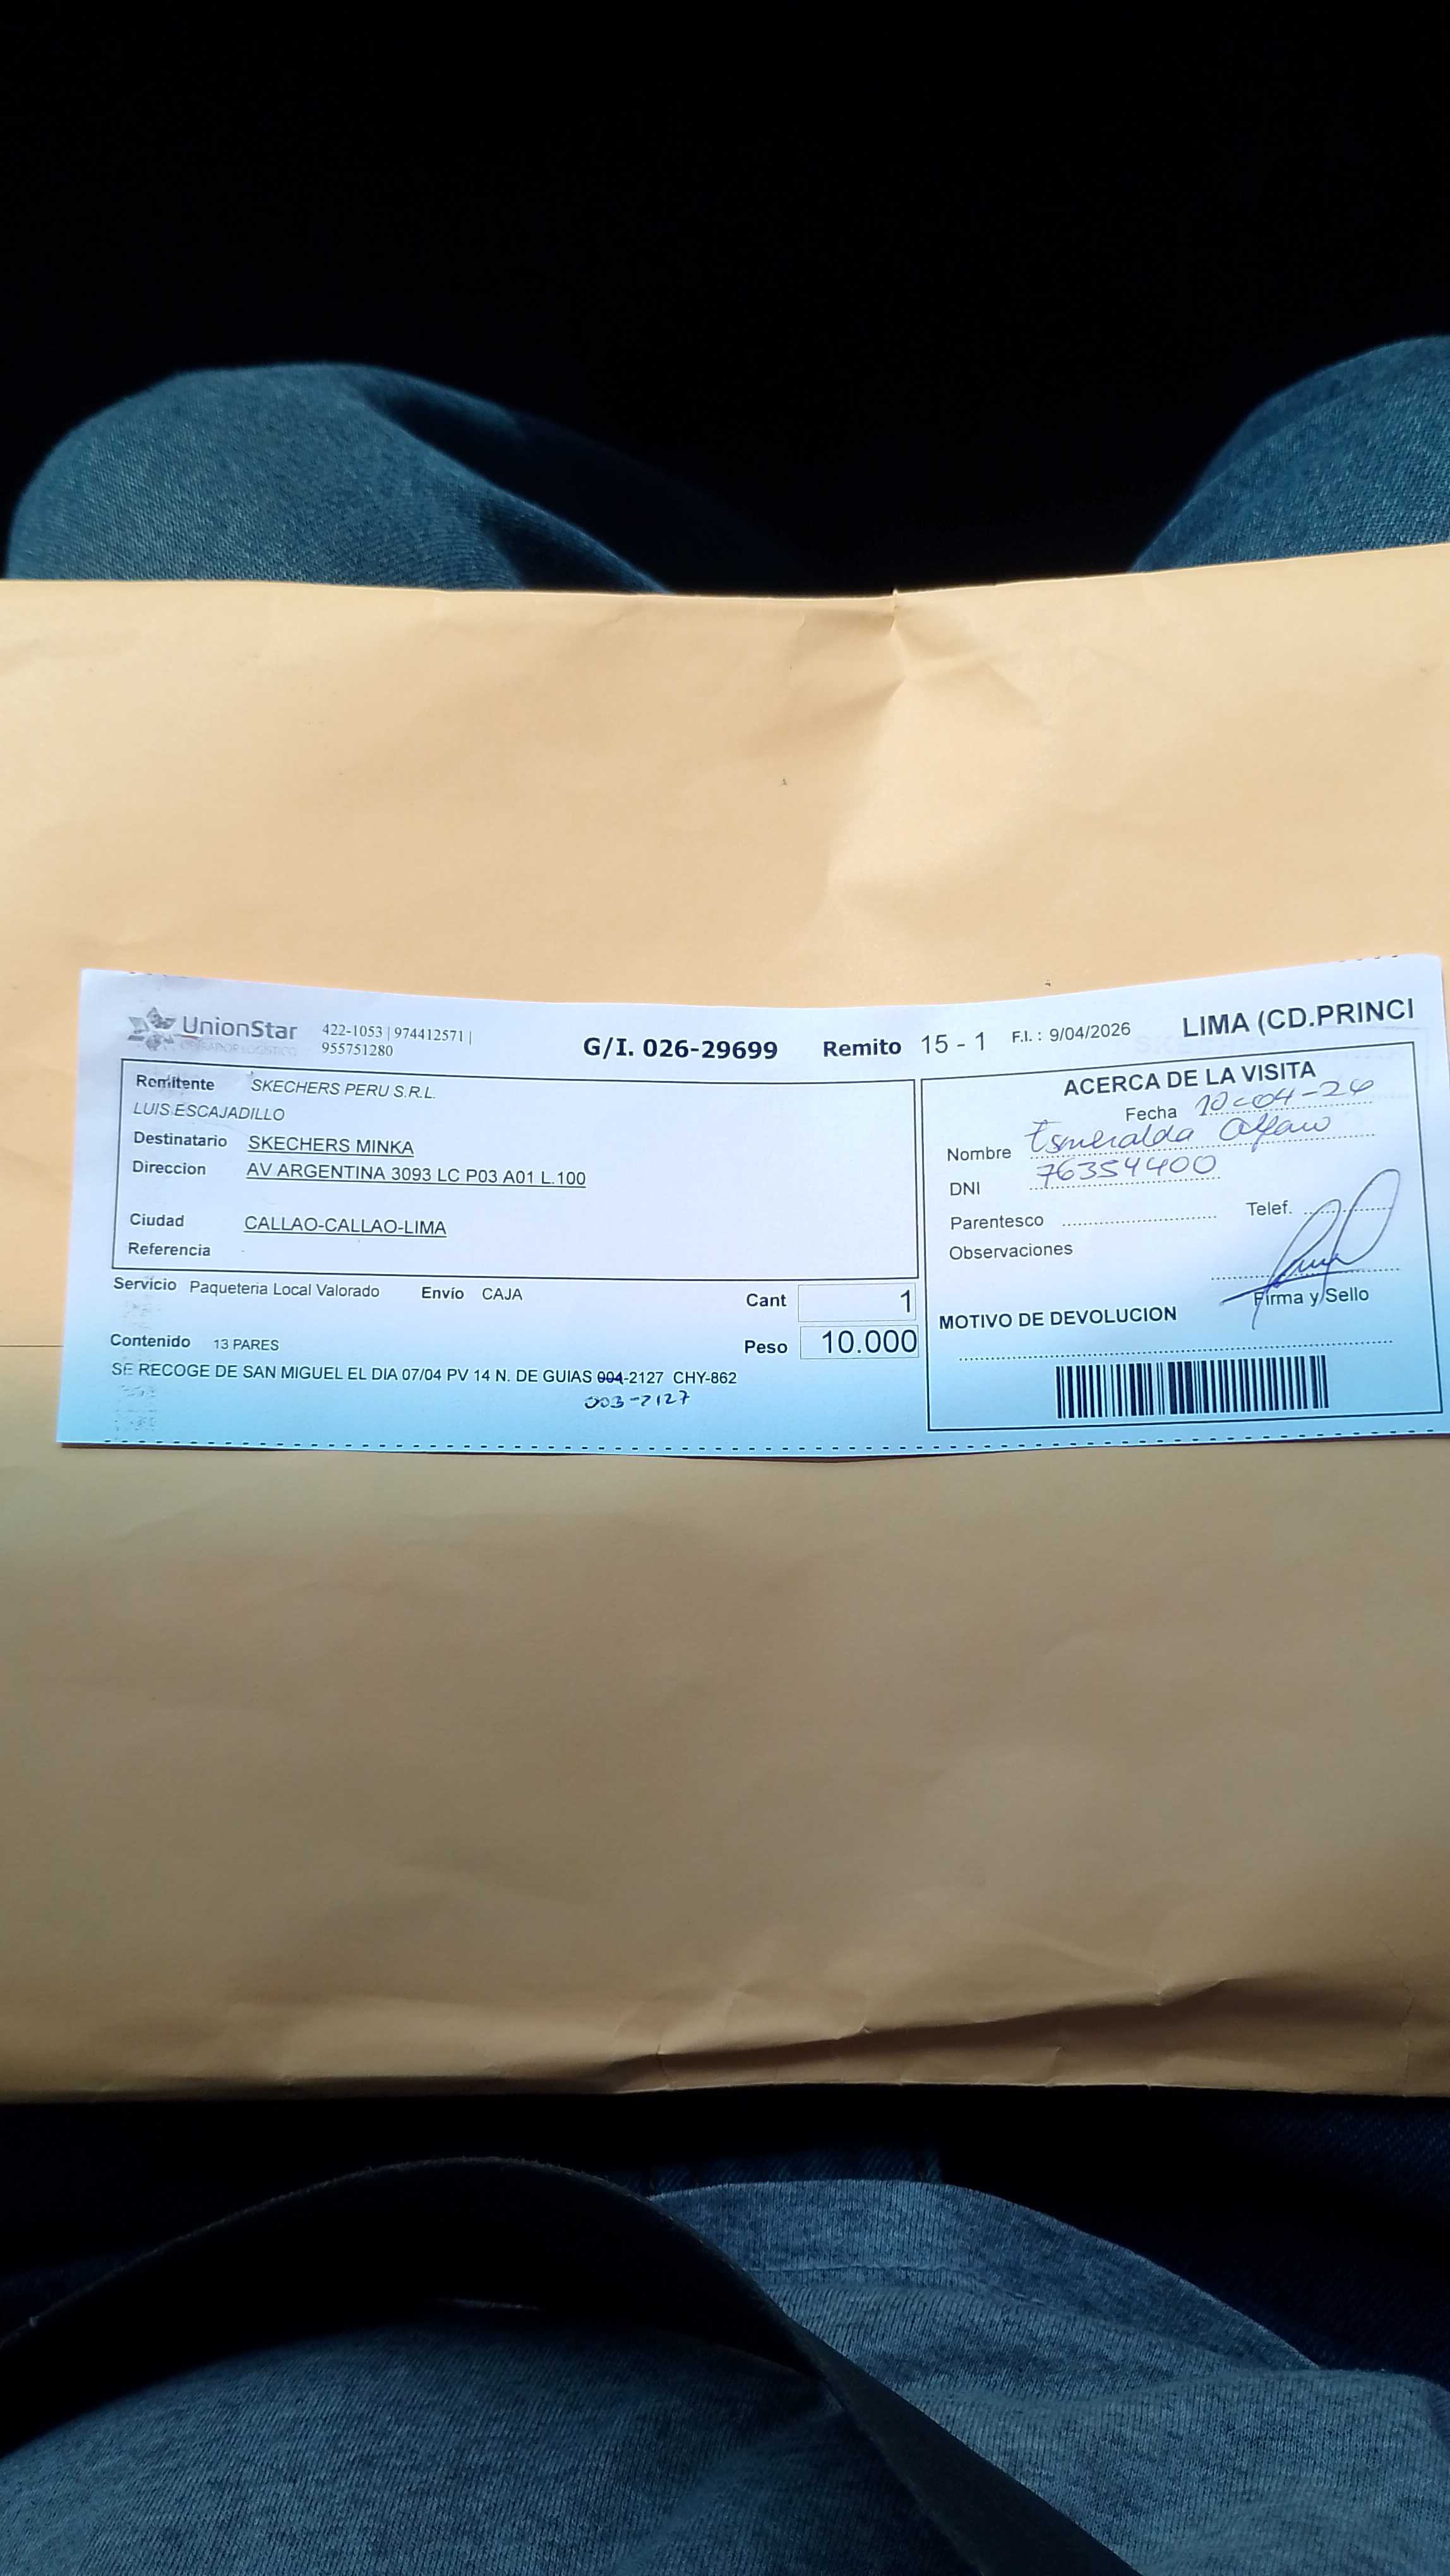 UnionStar
OPERADOR LOGISTICO
422-1053 | 974412571 |
955751280
G/I. 026-29699
Remito 15 - 1
F.I. : 9/04/2026
LIMA (CD.PRINCI
Remitente SKECHERS PERU S.R.L.
LUIS ESCAJADILLO
Destinatario SKECHERS MINKA
Direccion AV ARGENTINA 3093 LC P03 A01 L.100
Ciudad CALLAO-CALLAO-LIMA
Referencia
Servicio Paqueteria Local Valorado Envío CAJA
Cant 1
Contenido 13 PARES
Peso 10.000
SE RECOGE DE SAN MIGUEL EL DIA 07/04 PV 14 N. DE GUIAS 004-2127 CHY-862
003-2127
ACERCA DE LA VISITA
Fecha 10-04-26
Nombre Esmeralda Alfaro
DNI 76354400
Parentesco Telef.
Observaciones
Firma y Sello
MOTIVO DE DEVOLUCION